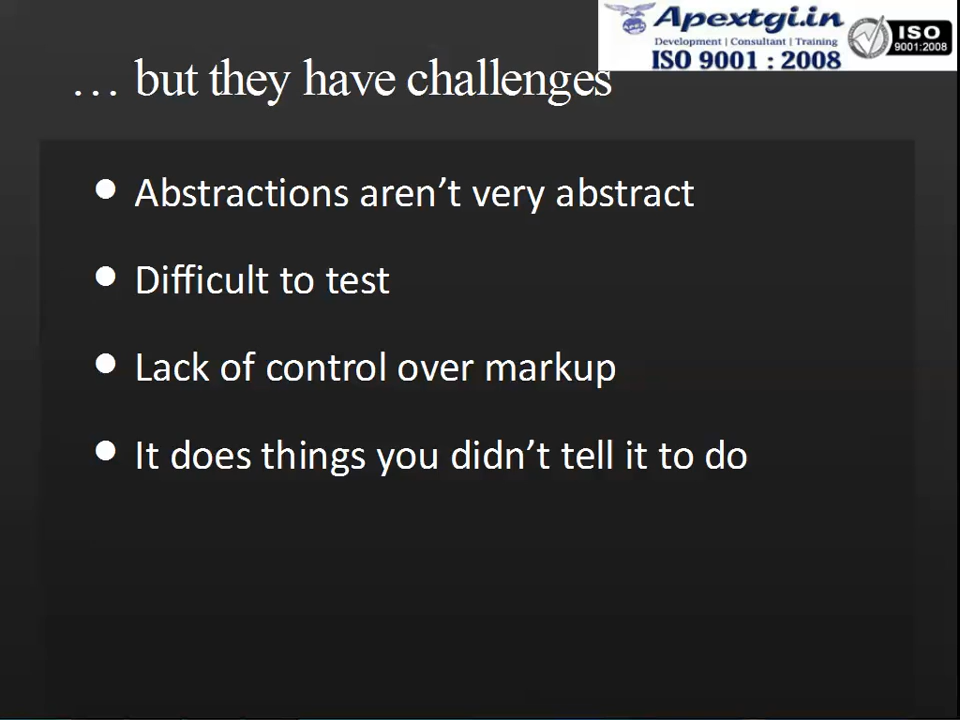 Apextgi.in
Development | Consultant | Training
ISO 9001 : 2008
ISO
9001:2008
... but they have challenges
Abstractions aren't very abstract
Difficult to test
Lack of control over markup
It does things you didn't tell it to do